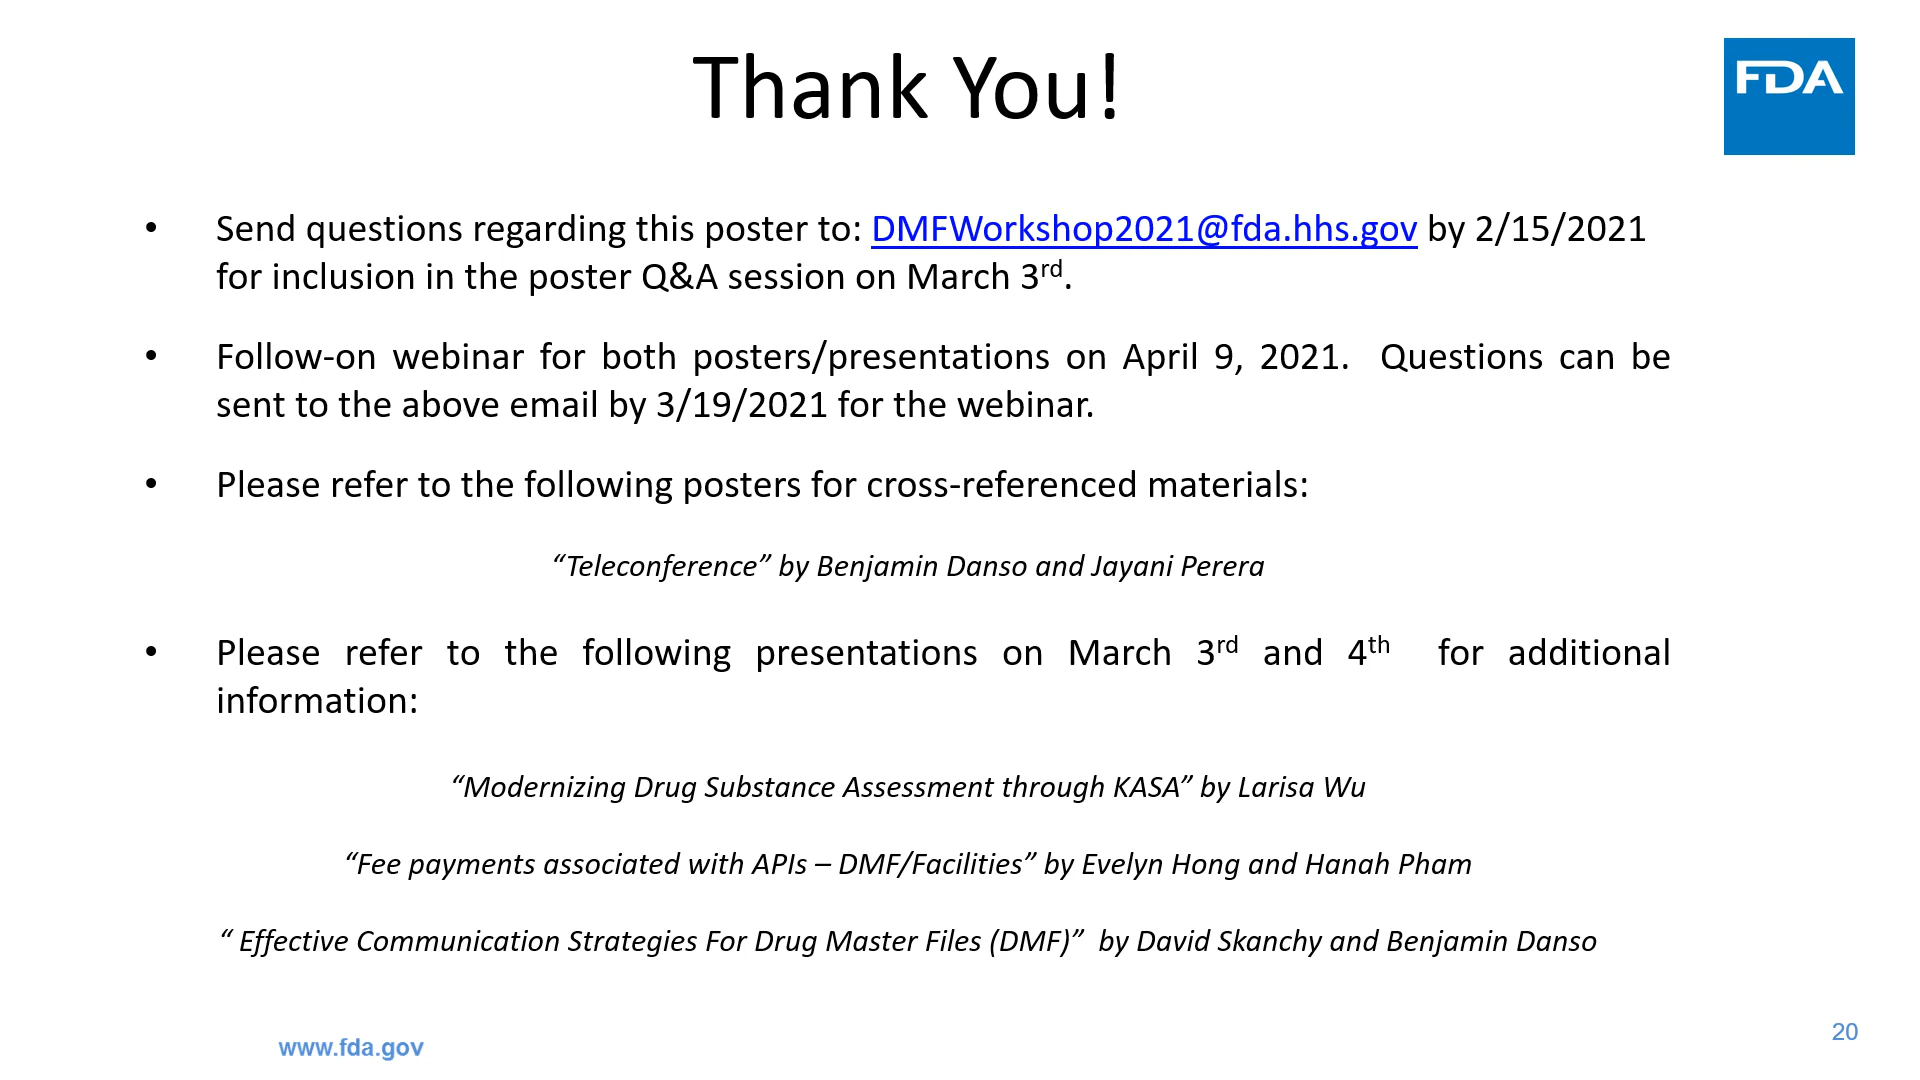 Thank You!
FDA
• Send questions regarding this poster to: DMFWorkshop2021@fda.hhs.gov by 2/15/2021
for inclusion in the poster Q&A session on March 3rd.
• Follow-on webinar for both posters/presentations on April 9, 2021. Questions can be
sent to the above email by 3/19/2021 for the webinar.
• Please refer to the following posters for cross-referenced materials:
“Teleconference” by Benjamin Danso and Jayani Perera
• Please refer to the following presentations on March 3rd and 4th for additional
information:
“Modernizing Drug Substance Assessment through KASA” by Larisa Wu
“Fee payments associated with APIs – DMF/Facilities” by Evelyn Hong and Hanah Pham
“ Effective Communication Strategies For Drug Master Files (DMF)” by David Skanchy and Benjamin Danso
www.fda.gov
20